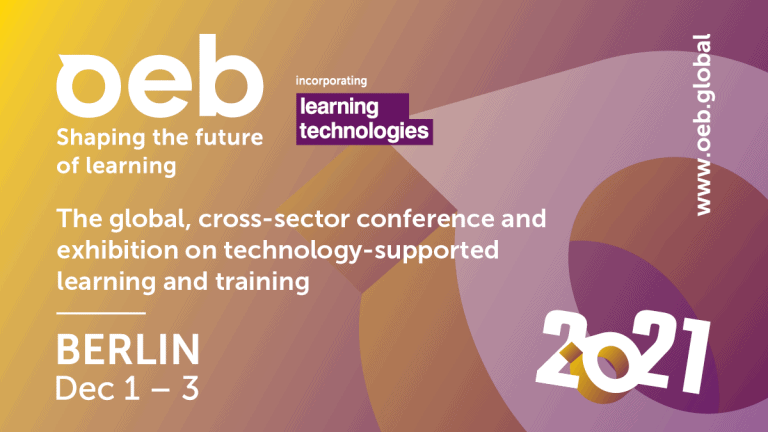 oeb
Shaping the future
of learning
incorporating
learning
technologies
www.oeb.global
The global, cross-sector conference and
exhibition on technology-supported
learning and training
BERLIN
Dec 1 – 3
2021